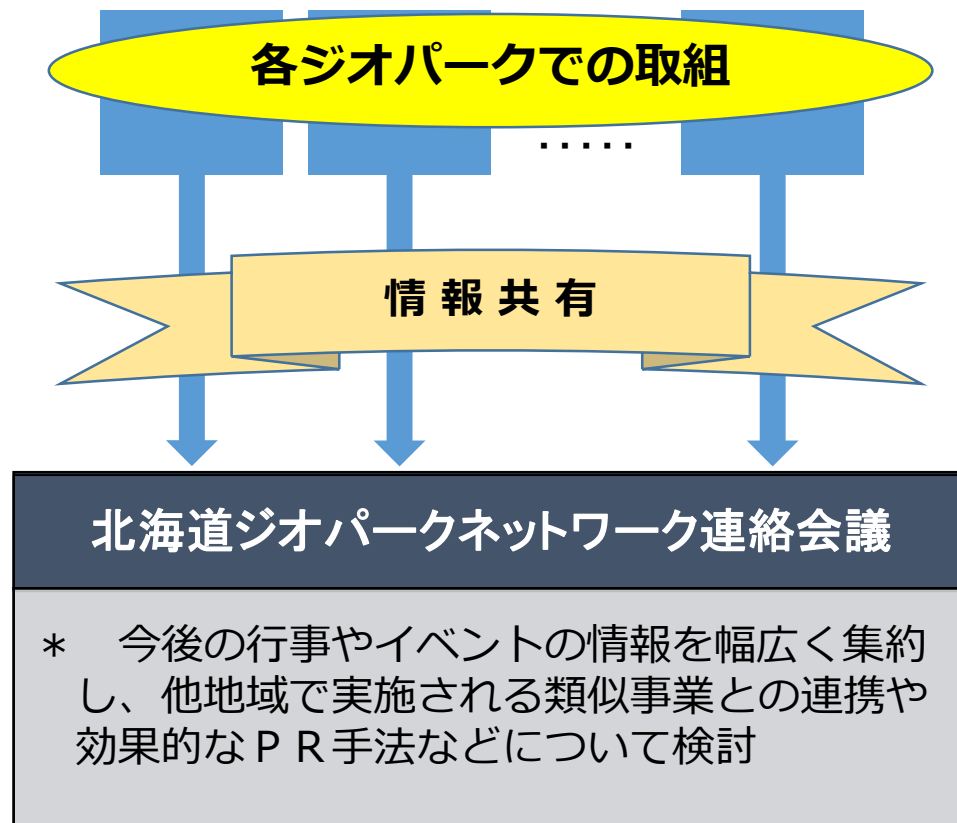 各ジオパークでの取組
・・・・・
情 報 共 有
北海道ジオパークネットワーク連絡会議
＊　今後の行事やイベントの情報を幅広く集約
し、他地域で実施される類似事業との連携や
効果的なＰＲ手法などについて検討